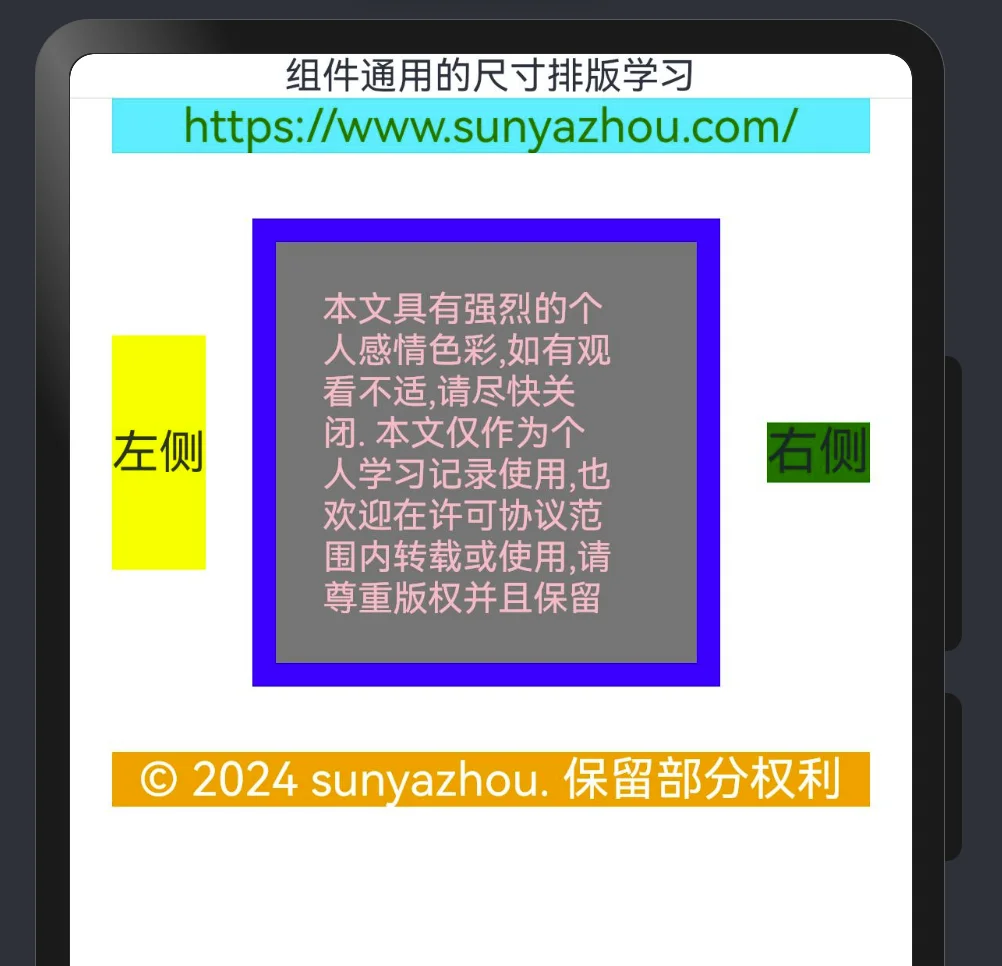 组件通用的尺寸排版学习
https://www.sunyazhou.com/
左侧
本文具有强烈的个
人感情色彩,如有观
看不适,请尽快关
闭. 本文仅作为个
人学习记录使用,也
欢迎在许可协议范
围内转载或使用,请
尊重版权并且保留
右侧
© 2024 sunyazhou. 保留部分权利